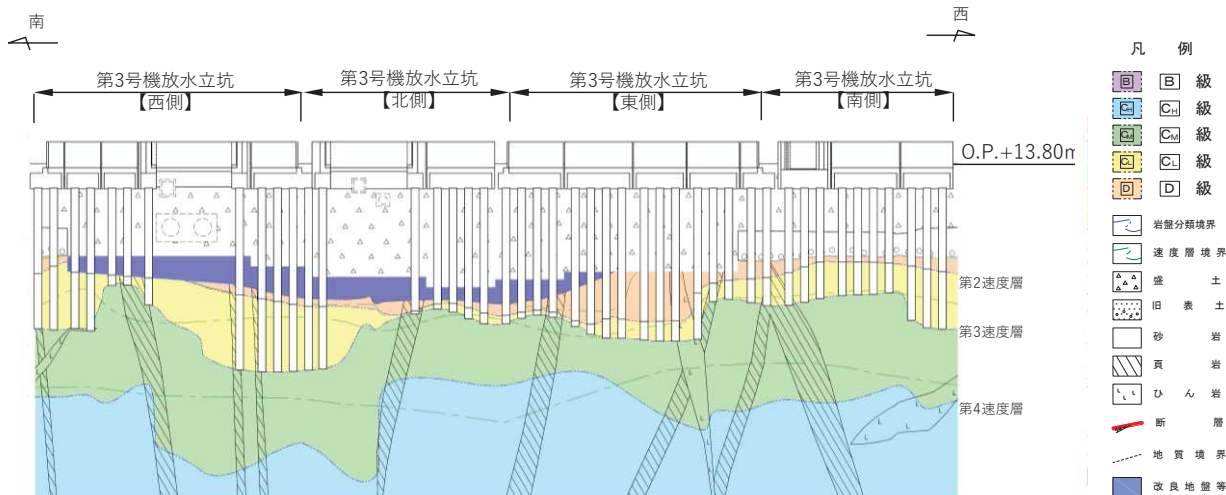 南
西
第3号機放水立坑
【西側】
第3号機放水立坑
【北側】
第3号機放水立坑
【東側】
第3号機放水立坑
【南側】
O.P.+13.80m
第2速度層
第3速度層
第4速度層
凡 例
B B 級
CH CH 級
CM CM 級
CL CL 級
D D 級
岩盤分類境界
速度層境界
盛土
旧表土
砂岩
頁岩
ひん岩
断層
地質境界
改良地盤等